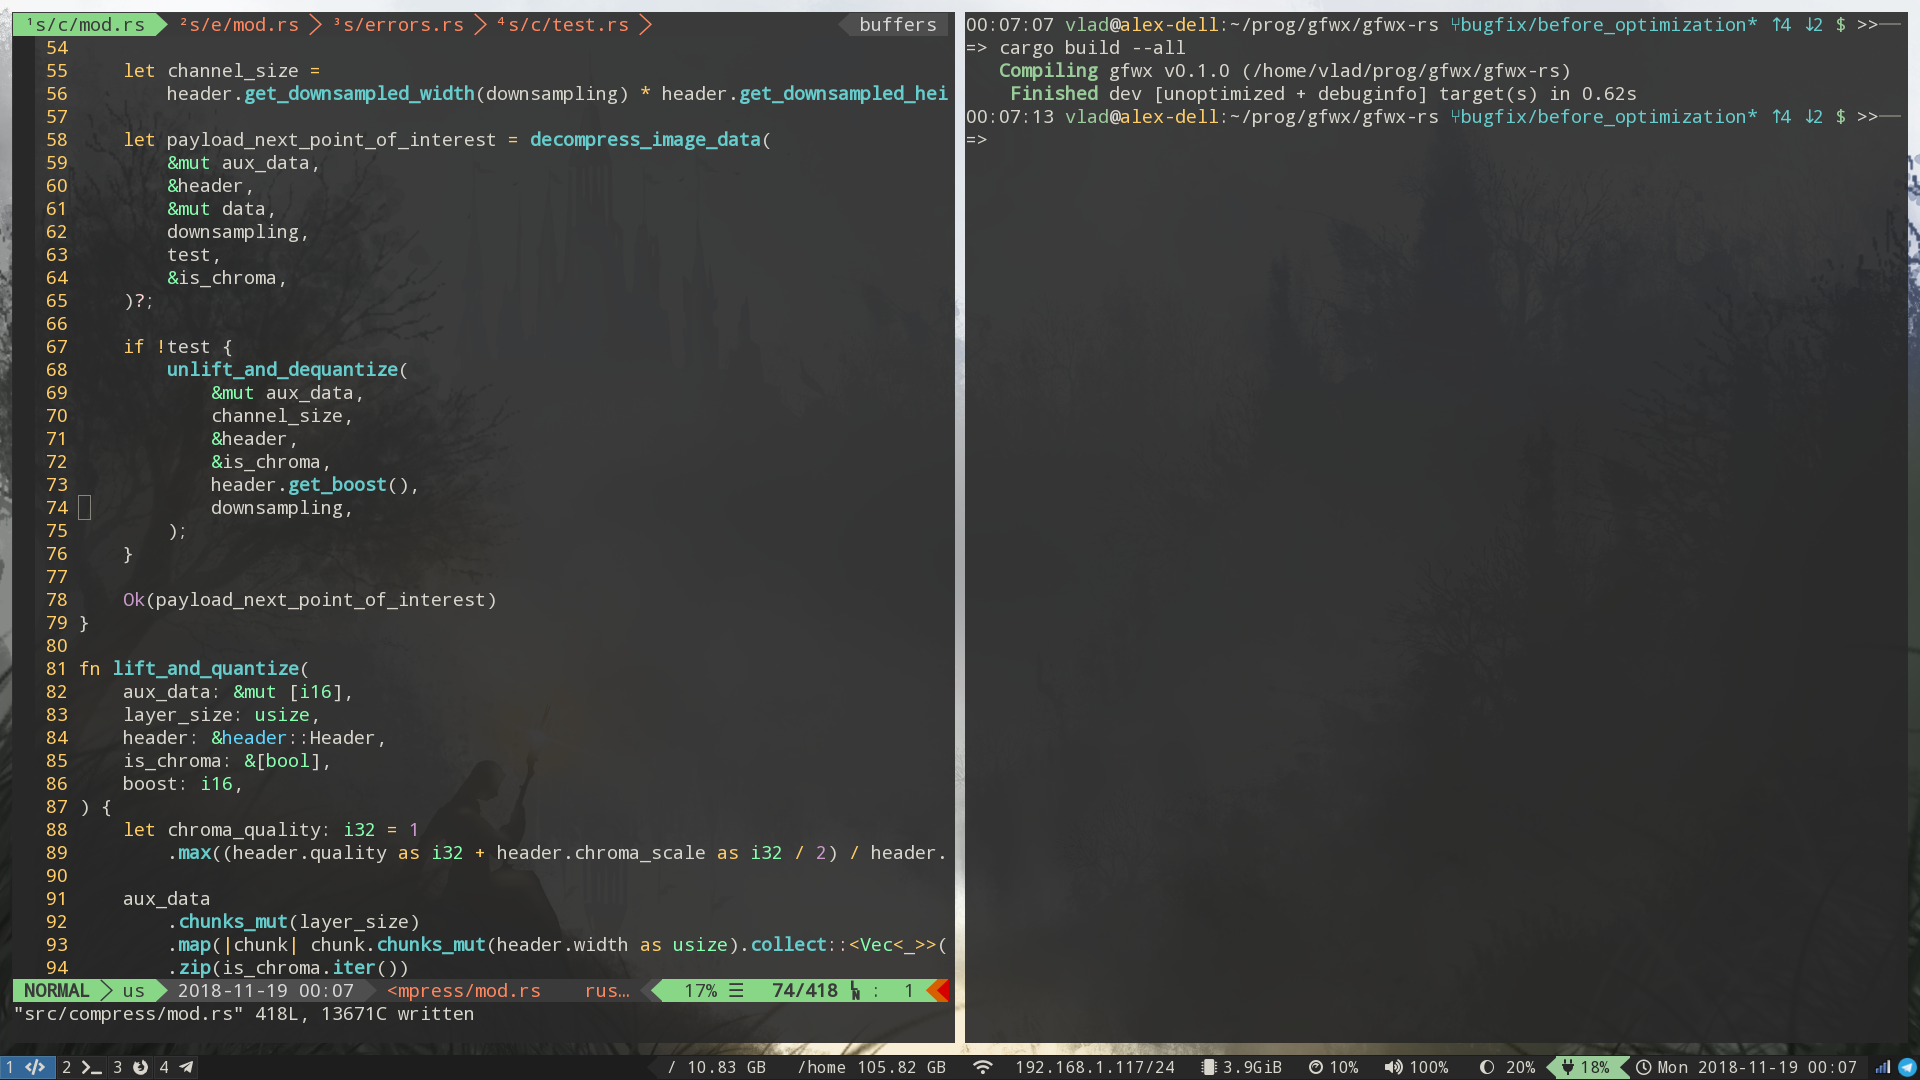 ¹s/c/mod.rs ²s/e/mod.rs ³s/errors.rs ⁴s/c/test.rs buffers
54
55     let channel_size =
56         header.get_downsampled_width(downsampling) * header.get_downsampled_hei
57
58     let payload_next_point_of_interest = decompress_image_data(
59         &mut aux_data,
60         &header,
61         &mut data,
62         downsampling,
63         test,
64         &is_chroma,
65     )?;
66
67     if !test {
68         unlift_and_dequantize(
69             &mut aux_data,
70             channel_size,
71             &header,
72             &is_chroma,
73             header.get_boost(),
74             downsampling,
75         );
76     }
77
78     Ok(payload_next_point_of_interest)
79 }
80
81 fn lift_and_quantize(
82     aux_data: &mut [i16],
83     layer_size: usize,
84     header: &header::Header,
85     is_chroma: &[bool],
86     boost: i16,
87 ) {
88     let chroma_quality: i32 = 1
89         .max((header.quality as i32 + header.chroma_scale as i32 / 2) / header.
90
91     aux_data
92         .chunks_mut(layer_size)
93         .map(|chunk| chunk.chunks_mut(header.width as usize).collect::<Vec<_>>(
94         .zip(is_chroma.iter())
NORMAL us 2018-11-19 00:07 <mpress/mod.rs rus… 17% ☰ 74/418 ␤ : 1
"src/compress/mod.rs" 418L, 13671C written
00:07:07 vlad@alex-dell:~/prog/gfwx/gfwx-rs ⑂bugfix/before_optimization* ↑4 ↓2 $ >>—
=> cargo build --all
   Compiling gfwx v0.1.0 (/home/vlad/prog/gfwx/gfwx-rs)
    Finished dev [unoptimized + debuginfo] target(s) in 0.62s
00:07:13 vlad@alex-dell:~/prog/gfwx/gfwx-rs ⑂bugfix/before_optimization* ↑4 ↓2 $ >>—
=>
1 </> 2 >_ 3 4 / 10.83 GB /home 105.82 GB 192.168.1.117/24 3.9GiB 10% 100% 20% 18% Mon 2018-11-19 00:07